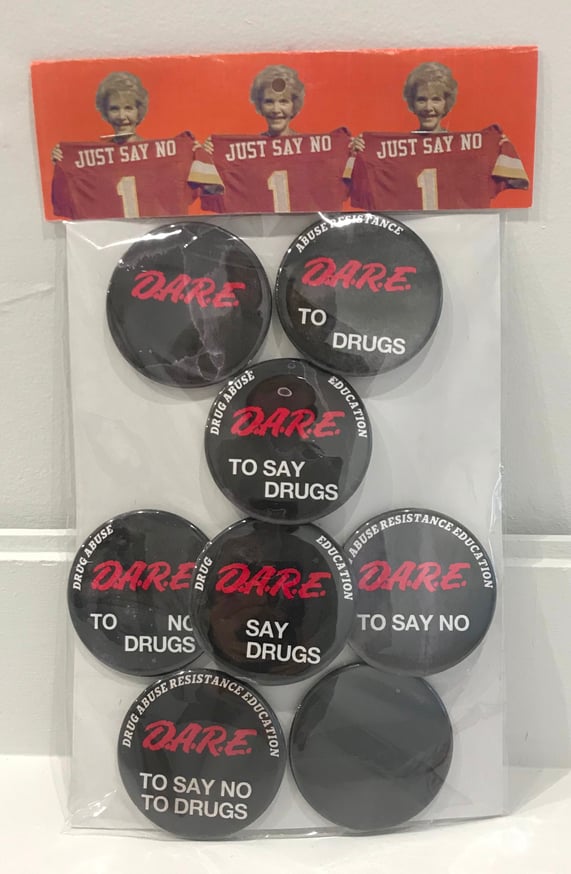 JUST SAY NO
1
JUST SAY NO
1
JUST SAY NO
1
D.A.R.E.
ABUSE RESISTANCE
D.A.R.E.
TO
DRUGS
DRUG ABUSE EDUCATION
D.A.R.E.
TO SAY
DRUGS
DRUG ABUSE
D.A.R.E
TO NO
DRUGS
DRUG EDUCATION
D.A.R.E.
SAY
DRUGS
ABUSE RESISTANCE EDUCATION
D.A.R.E.
TO SAY NO
DRUG ABUSE RESISTANCE EDUCATION
D.A.R.E.
TO SAY NO
TO DRUGS